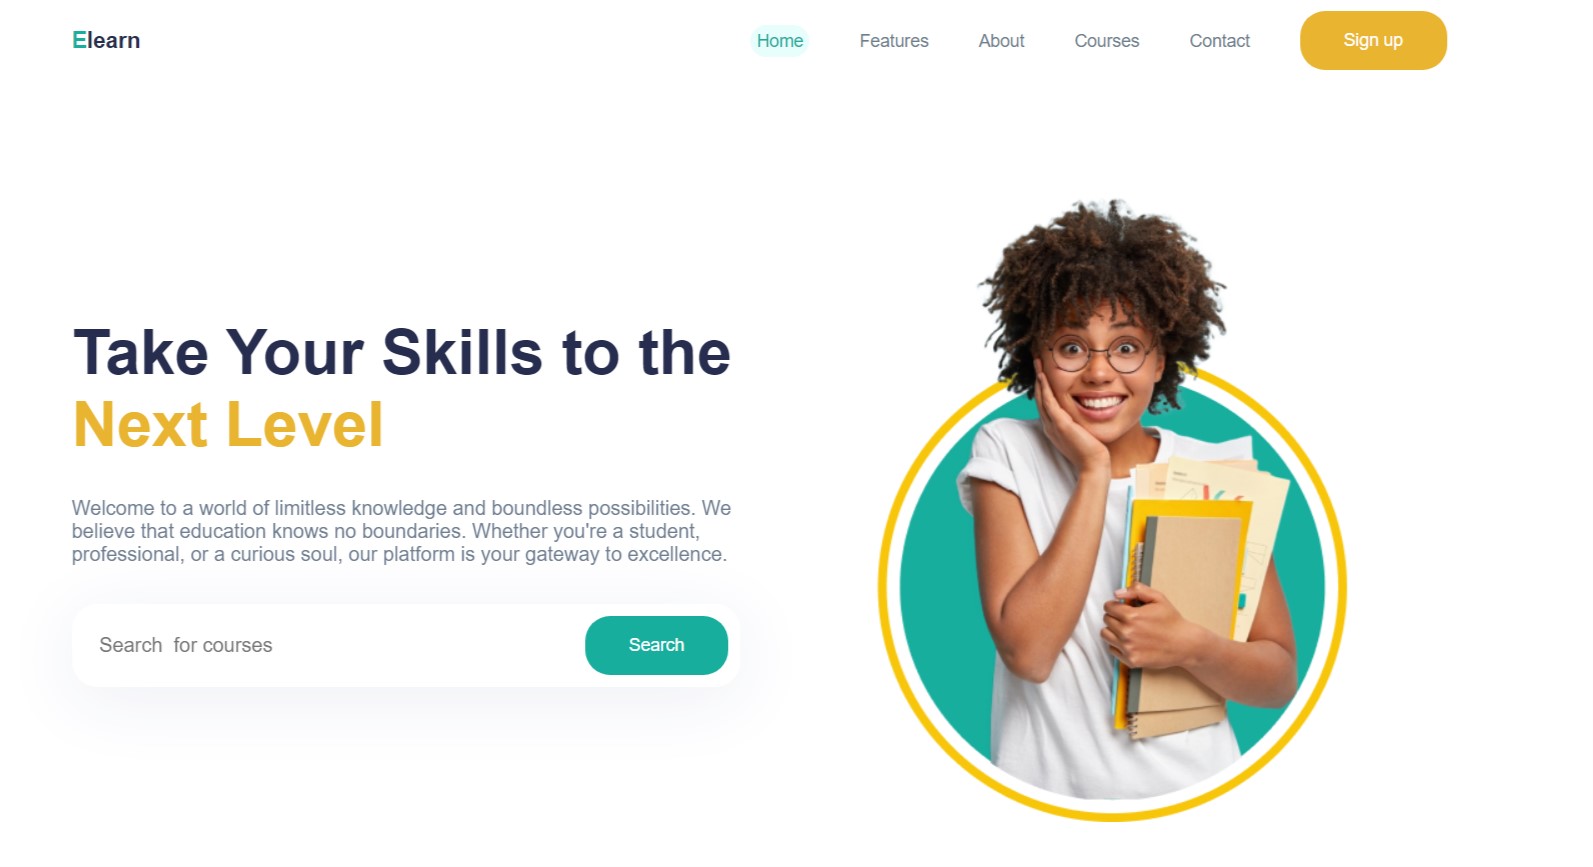 Elearn
Home
Features
About
Courses
Contact
Sign up
Take Your Skills to the
Next Level
Welcome to a world of limitless knowledge and boundless possibilities. We
believe that education knows no boundaries. Whether you're a student,
professional, or a curious soul, our platform is your gateway to excellence.
Search  for courses
Search